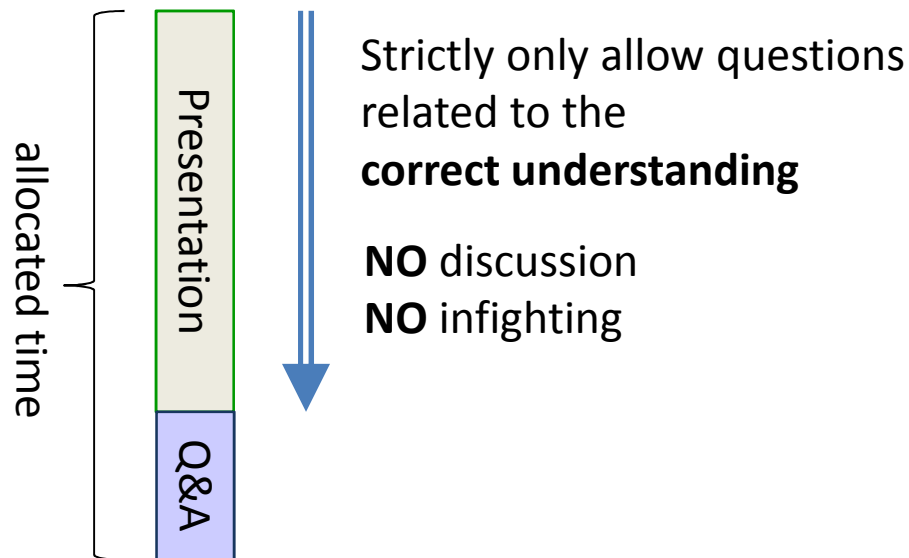 allocated time
Presentation
Q&A
Strictly only allow questions
related to the
correct understanding
NO discussion
NO infighting